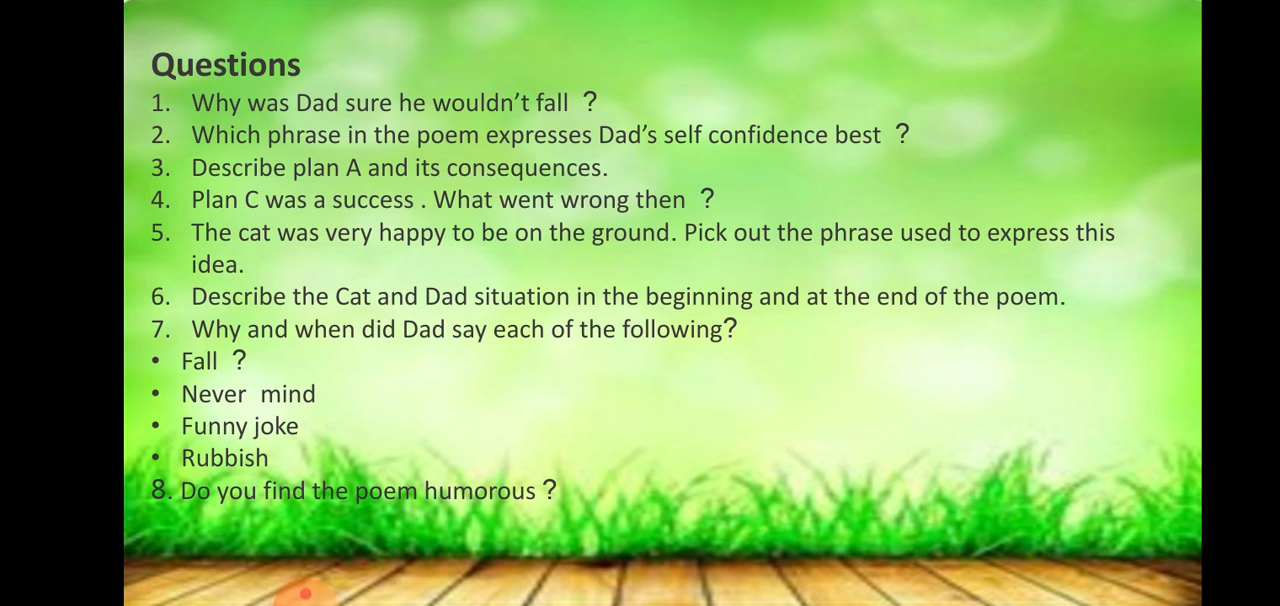 Questions
1. Why was Dad sure he wouldn't fall ?
2. Which phrase in the poem expresses Dad's self confidence best ?
3. Describe plan A and its consequences.
4. Plan C was a success . What went wrong then ?
5. The cat was very happy to be on the ground. Pick out the phrase used to express this
idea.
6. Describe the Cat and Dad situation in the beginning and at the end of the poem.
7. Why and when did Dad say each of the following?
• Fall ?
• Never mind
• Funny joke
• Rubbish
8. Do you find the poem humorous ?